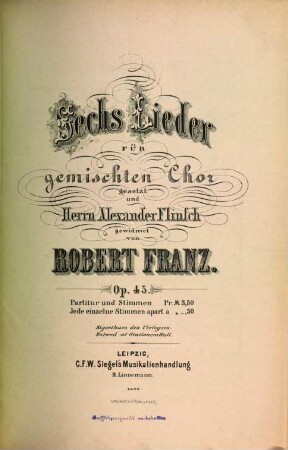 Sechs Lieder
FÜR
gemischten Chor
gesetzt
und
Herrn Alexander Flinsch
gewidmet
von
ROBERT FRANZ.
Op. 45.
Partitur und Stimmen Pr. M 3,50
Jede einzelne Stimmen apart à „ _ ,50
Eigenthum des Verlegers.
Entered at Stationers Hall.
LEIPZIG,
C.F.W. Siegel's Musikalienhandlung
R. Linnemann.